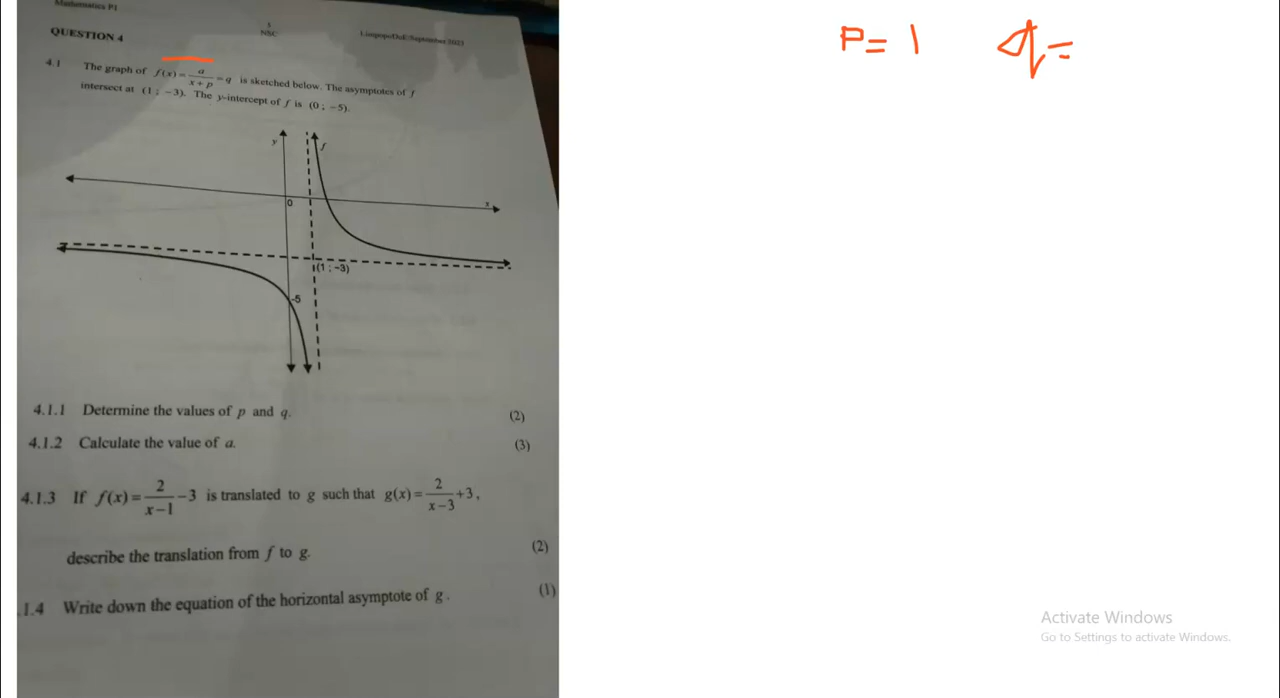 Mathematics P1
3
NSC
Limpopo/DoE/September 2023
QUESTION 4
4.1 The graph of f(x) = a/(x + p) = q is sketched below. The asymptotes of f
intersect at (1 ; −3). The y-intercept of f is (0 ; −5).
y
f
0
x
(1 ; −3)
-5
4.1.1 Determine the values of p and q. (2)
4.1.2 Calculate the value of a. (3)
4.1.3 If f(x) = 2/(x−1) − 3 is translated to g such that g(x) = 2/(x−3) + 3,
describe the translation from f to g. (2)
.1.4 Write down the equation of the horizontal asymptote of g. (1)
P = 1 q =
Activate Windows
Go to Settings to activate Windows.